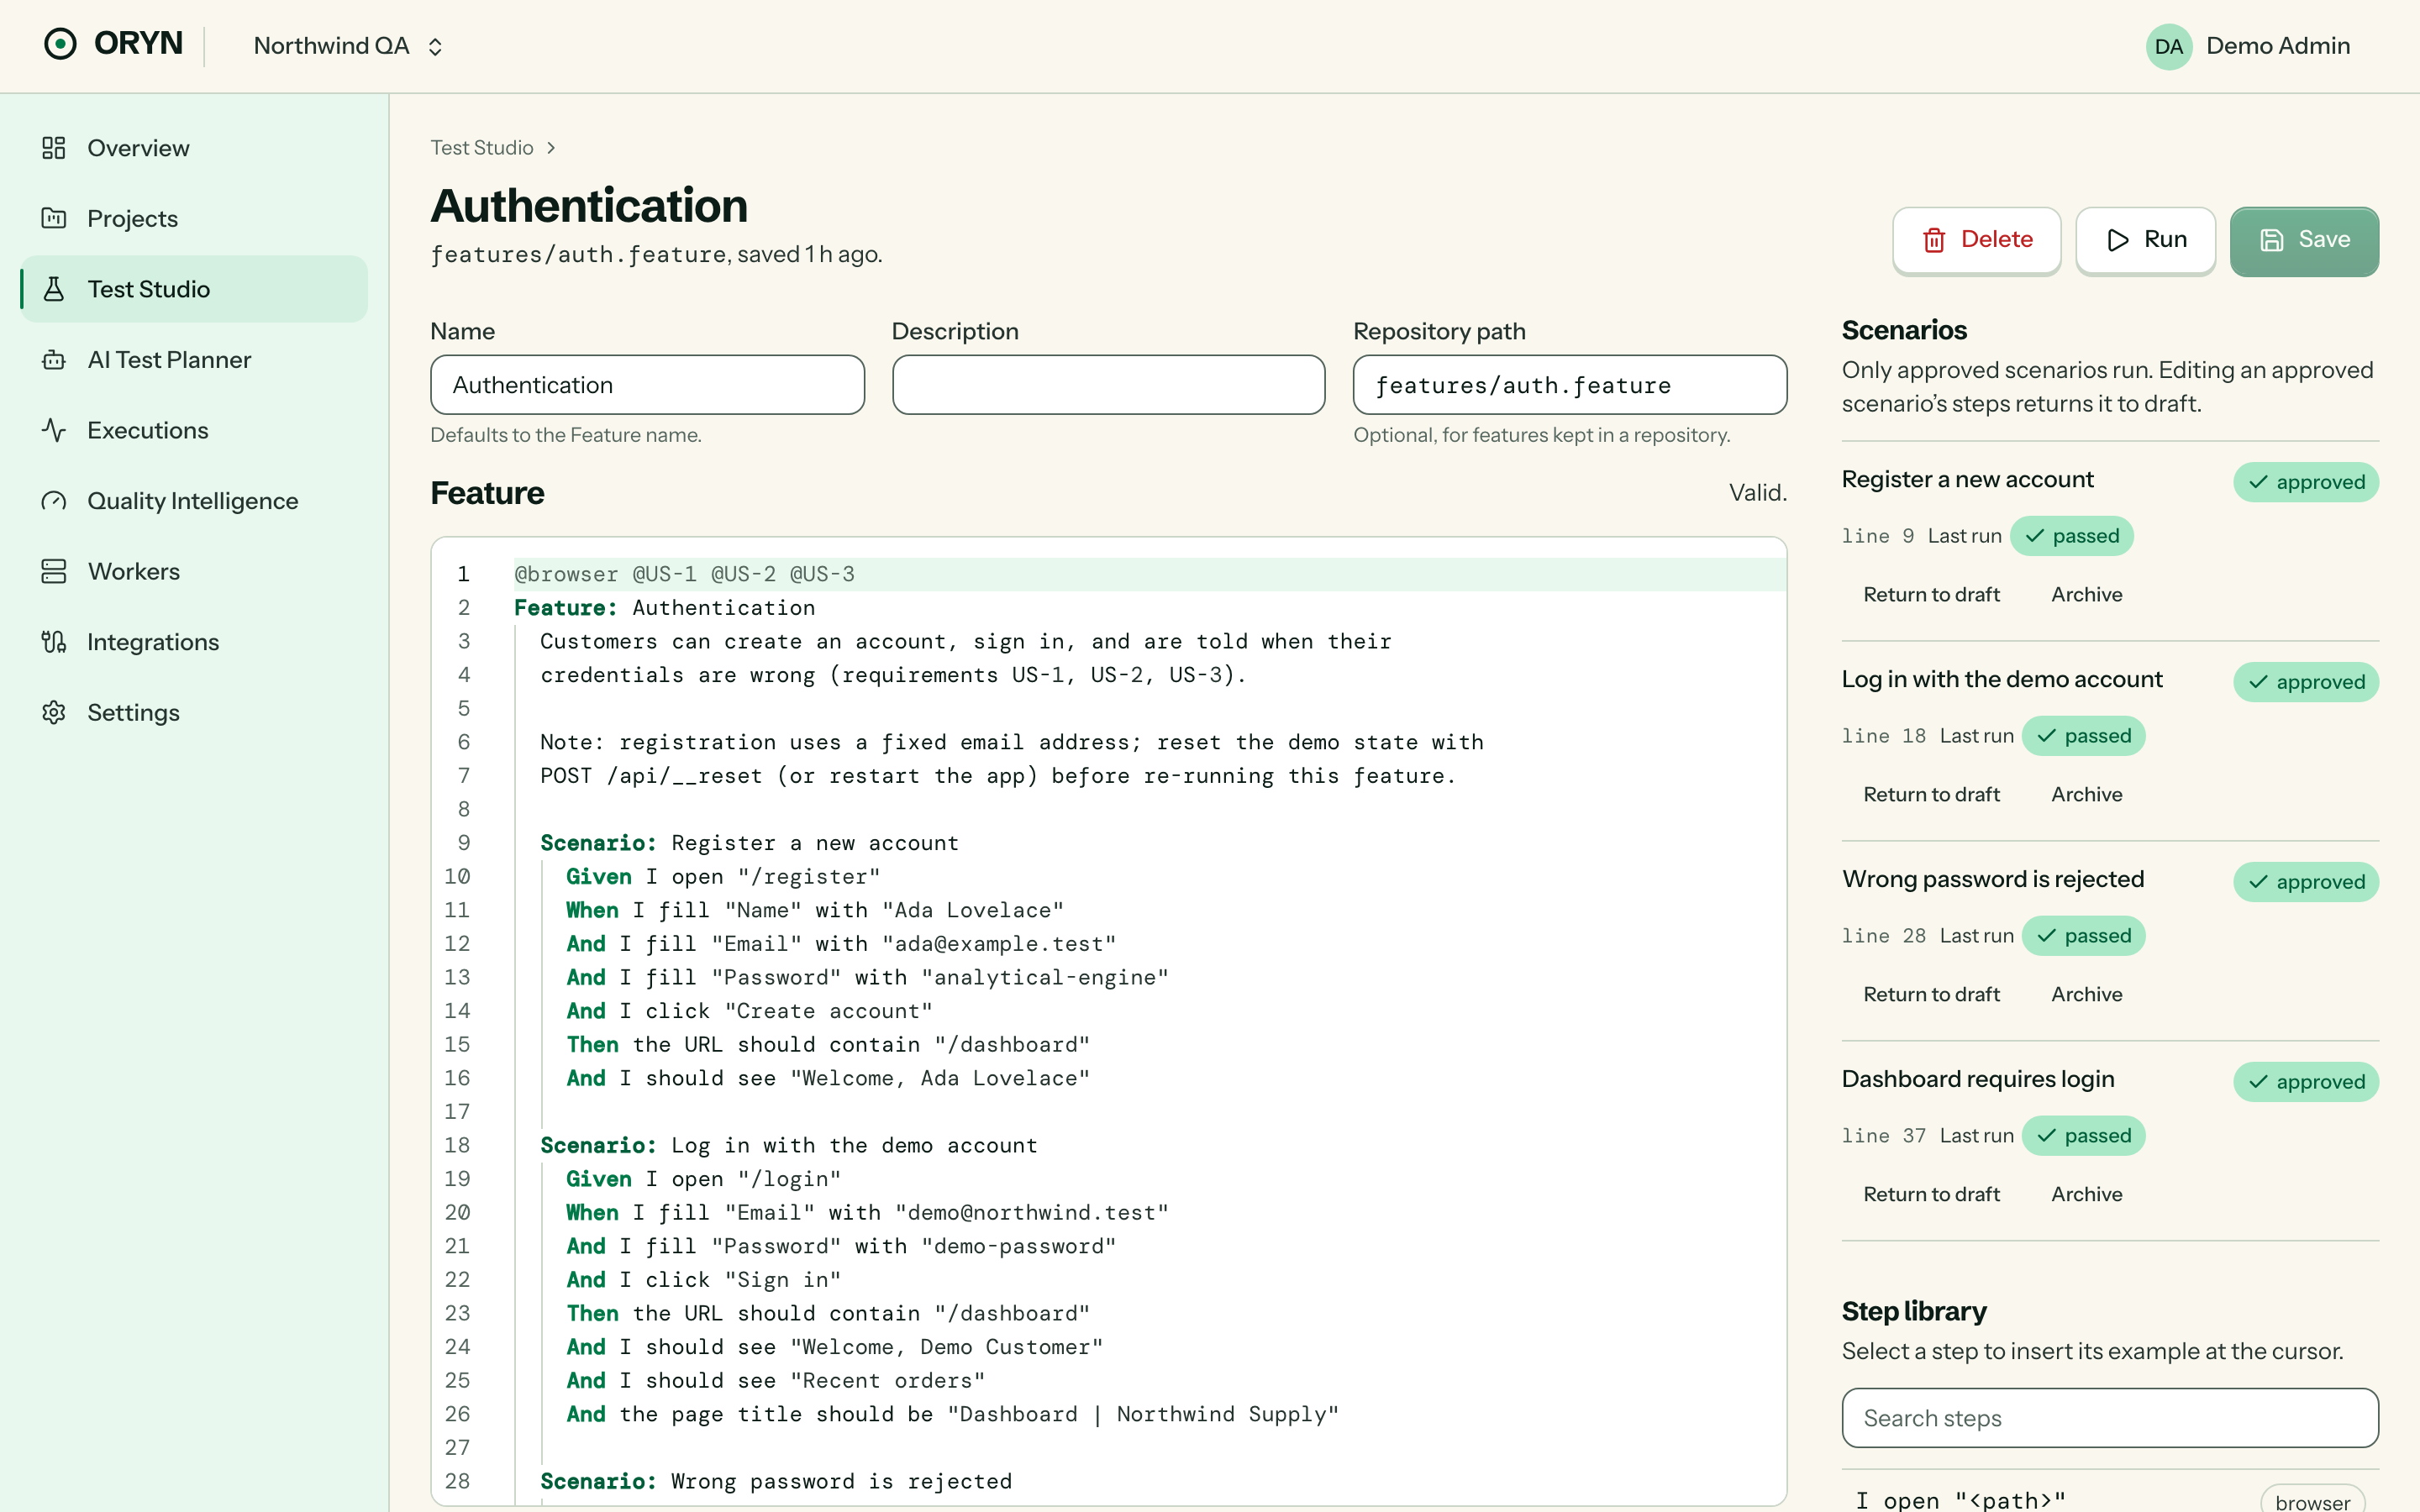 ORYN
Northwind QA
DA
Demo Admin
Overview
Projects
Test Studio
AI Test Planner
Executions
Quality Intelligence
Workers
Integrations
Settings
Test Studio
Authentication
features/auth.feature, saved 1 h ago.
Delete
Run
Save
Name
Description
Repository path
Authentication
features/auth.feature
Defaults to the Feature name.
Optional, for features kept in a repository.
Feature
Valid.
1 @browser @US-1 @US-2 @US-3
2 Feature: Authentication
3 Customers can create an account, sign in, and are told when their
4 credentials are wrong (requirements US-1, US-2, US-3).
5
6 Note: registration uses a fixed email address; reset the demo state with
7 POST /api/__reset (or restart the app) before re-running this feature.
8
9 Scenario: Register a new account
10 Given I open "/register"
11 When I fill "Name" with "Ada Lovelace"
12 And I fill "Email" with "ada@example.test"
13 And I fill "Password" with "analytical-engine"
14 And I click "Create account"
15 Then the URL should contain "/dashboard"
16 And I should see "Welcome, Ada Lovelace"
17
18 Scenario: Log in with the demo account
19 Given I open "/login"
20 When I fill "Email" with "demo@northwind.test"
21 And I fill "Password" with "demo-password"
22 And I click "Sign in"
23 Then the URL should contain "/dashboard"
24 And I should see "Welcome, Demo Customer"
25 And I should see "Recent orders"
26 And the page title should be "Dashboard | Northwind Supply"
27
28 Scenario: Wrong password is rejected
Scenarios
Only approved scenarios run. Editing an approved
scenario's steps returns it to draft.
Register a new account
approved
line 9 Last run passed
Return to draft Archive
Log in with the demo account
approved
line 18 Last run passed
Return to draft Archive
Wrong password is rejected
approved
line 28 Last run passed
Return to draft Archive
Dashboard requires login
approved
line 37 Last run passed
Return to draft Archive
Step library
Select a step to insert its example at the cursor.
Search steps
I open "<path>"
browser